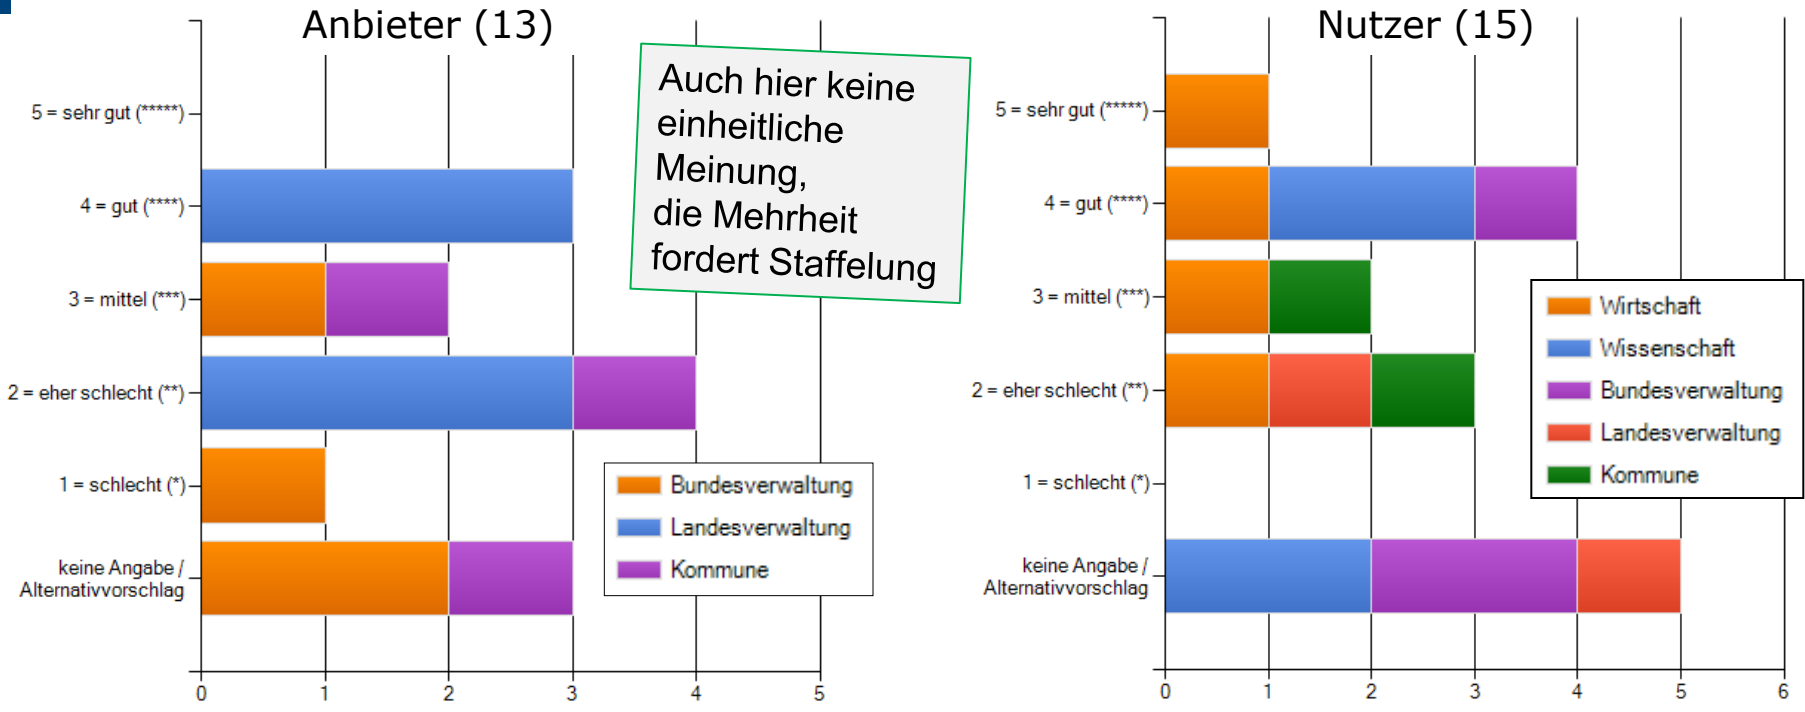 Anbieter (13)
5 = sehr gut (*****)
4 = gut (****)
3 = mittel (***)
2 = eher schlecht (**)
1 = schlecht (*)
keine Angabe /
Alternativvorschlag
0 1 2 3 4 5
Bundesverwaltung
Landesverwaltung
Kommune
Auch hier keine
einheitliche
Meinung,
die Mehrheit
fordert Staffelung
Nutzer (15)
5 = sehr gut (*****)
4 = gut (****)
3 = mittel (***)
2 = eher schlecht (**)
1 = schlecht (*)
keine Angabe /
Alternativvorschlag
0 1 2 3 4 5 6
Wirtschaft
Wissenschaft
Bundesverwaltung
Landesverwaltung
Kommune